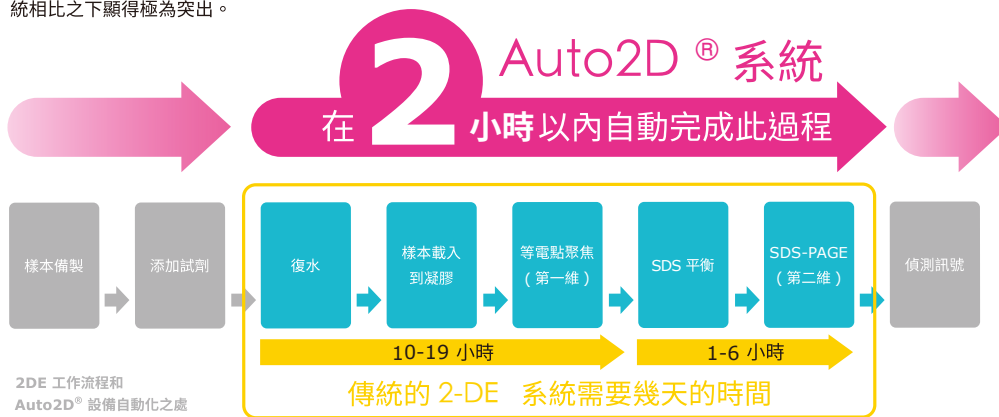 統相比之下顯得極為突出。
Auto2D ® 系統
在 2 小時以內自動完成此過程
樣本備製
添加試劑
復水
樣本載入
到凝膠
等電點聚焦
(第一維)
SDS 平衡
SDS-PAGE
(第二維)
偵測訊號
10-19 小時
1-6 小時
傳統的 2-DE 系統需要幾天的時間
2DE 工作流程和
Auto2D® 設備自動化之處